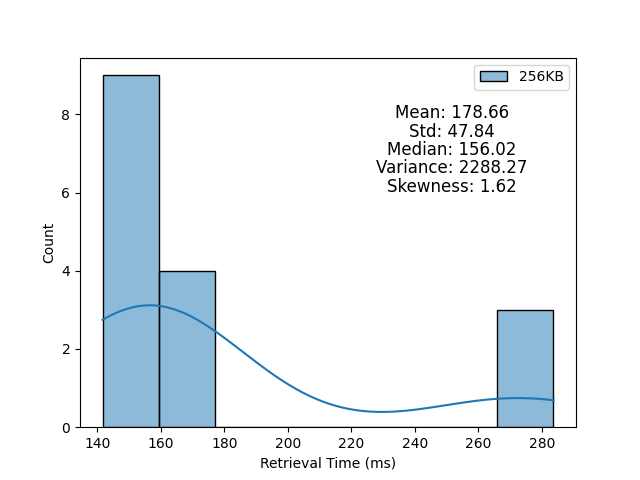 256KB
Mean: 178.66
Std: 47.84
Median: 156.02
Variance: 2288.27
Skewness: 1.62
Count
8
6
4
2
0
140 160 180 200 220 240 260 280
Retrieval Time (ms)